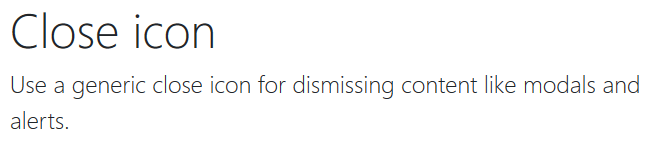 Close icon
Use a generic close icon for dismissing content like modals and
alerts.